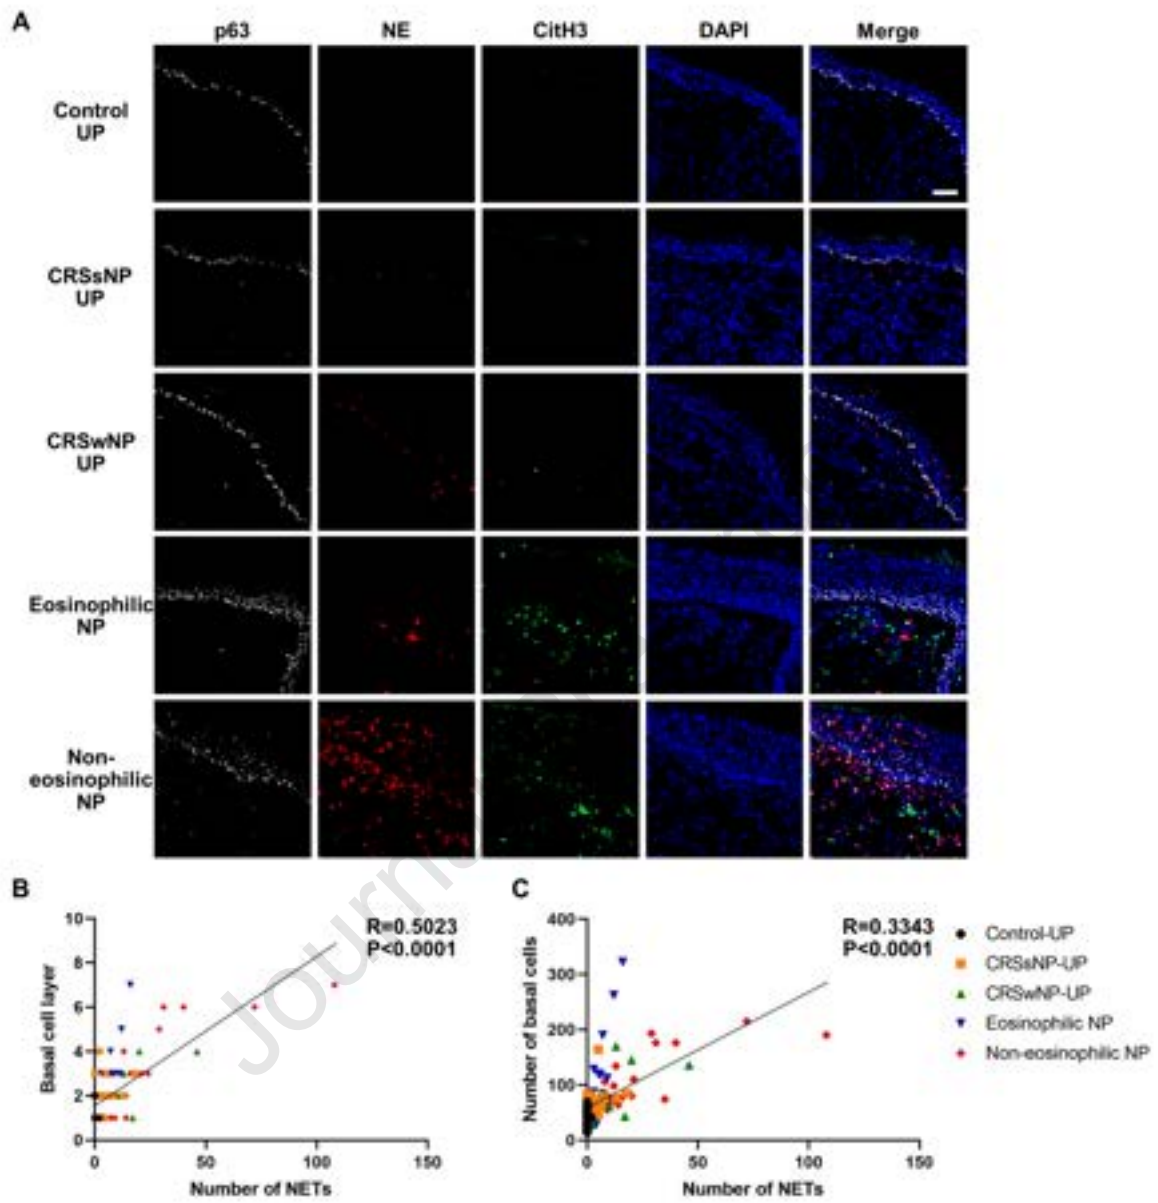 A
p63 NE CitH3 DAPI Merge
Control
UP
CRSsNP
UP
CRSwNP
UP
Eosinophilic
NP
Non-
eosinophilic
NP
Journ
B
R=0.5023
P<0.0001
Basal cell layer
10
8
6
4
2
0
0 50 100 150
Number of NETs
C
R=0.3343
P<0.0001
Number of basal cells
400
300
200
100
0
0 50 100 150
Number of NETs
Control-UP
CRSsNP-UP
CRSwNP-UP
Eosinophilic NP
Non-eosinophilic NP